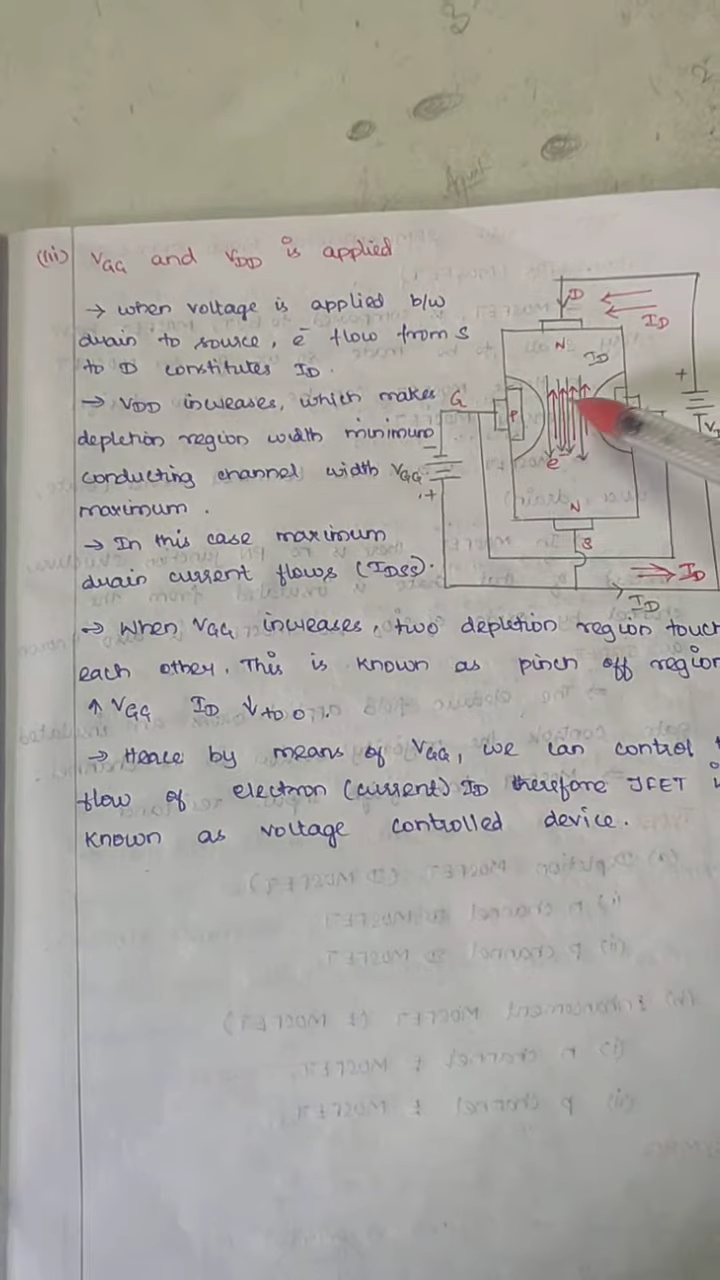 (iii) VGG and VDD is applied
→ when voltage is applied b/w
drain to source, e⁻ flow from S
to D constitutes ID.
→ VDD increases, which makes
depletion region width minimum
conducting channel width
maximum.
→ In this case maximum
drain current flows (IDSS).
→ When VGG increases, two depletion region touch
each other. This is known as pinch off region
↑ VGG ID ↓ to 0%.
→ Hence by means of VGG, we can control
flow of electron (current) ID therefore JFET
known as voltage controlled device.
D
ID
N
ID
+
G
P
e⁻
VGG
−
+
N
S
ID
ID